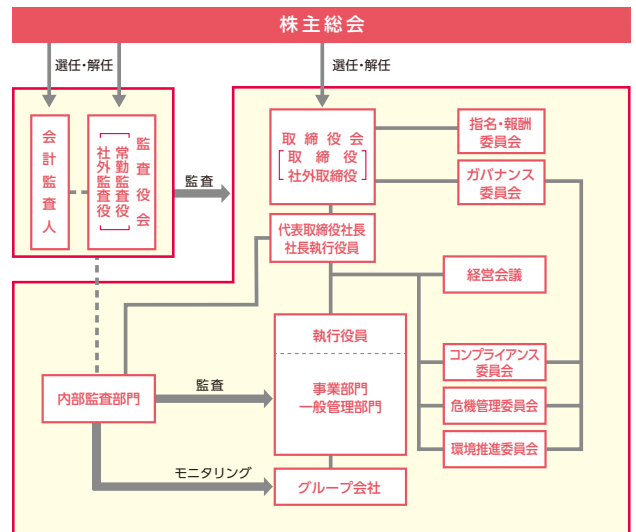 株主総会
選任・解任
選任・解任
会計監査人
監査役会
常勤監査役
社外監査役
監査
取締役会
取締役
社外取締役
指名・報酬
委員会
ガバナンス
委員会
代表取締役社長
社長執行役員
経営会議
執行役員
事業部門
一般管理部門
コンプライアンス
委員会
危機管理委員会
環境推進委員会
内部監査部門
監査
モニタリング
グループ会社